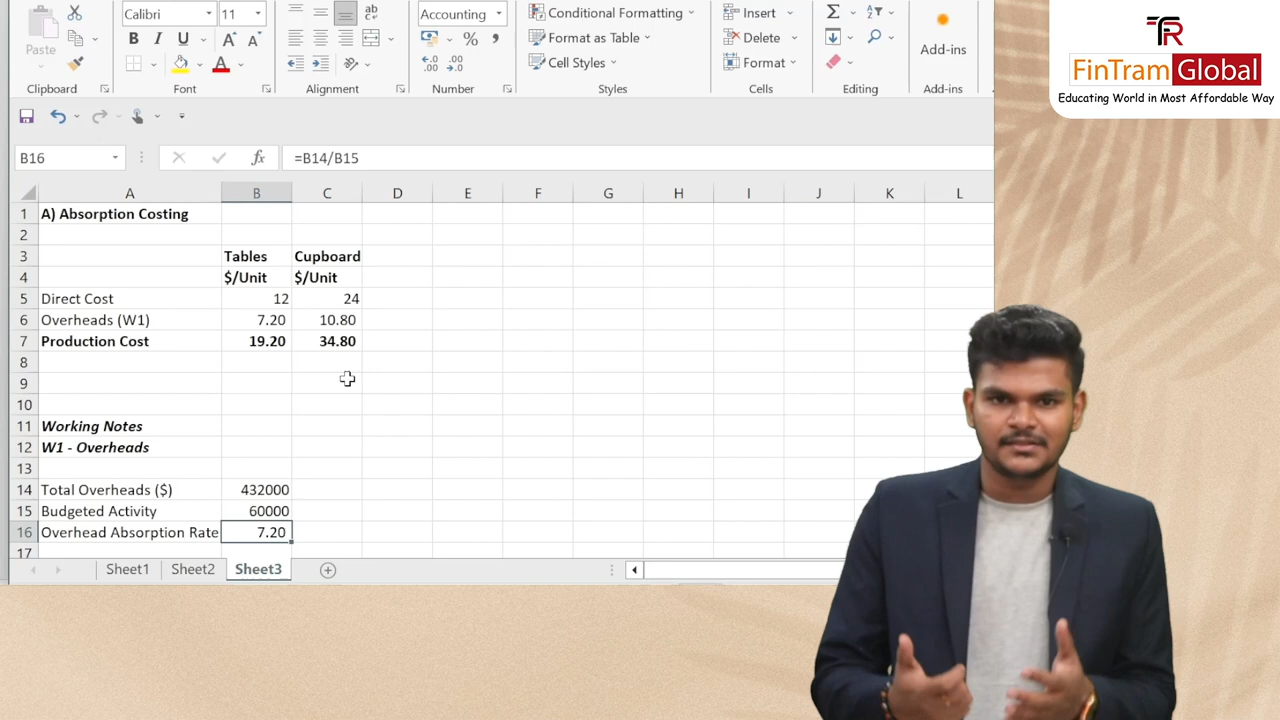 Calibri 11 Accounting Conditional Formatting Insert
Paste B I U A A Format as Table Delete Add-ins
A Cell Styles Format
Clipboard Font Alignment Number Styles Cells Editing Add-ins
B16 fx =B14/B15
A B C D E F G H I J K L
1 A) Absorption Costing
2
3 Tables Cupboard
4 $/Unit $/Unit
5 Direct Cost 12 24
6 Overheads (W1) 7.20 10.80
7 Production Cost 19.20 34.80
8
9
10
11 Working Notes
12 W1 - Overheads
13
14 Total Overheads ($) 432000
15 Budgeted Activity 60000
16 Overhead Absorption Rate 7.20
17
Sheet1 Sheet2 Sheet3
FinTram Global
Educating World in Most Affordable Way